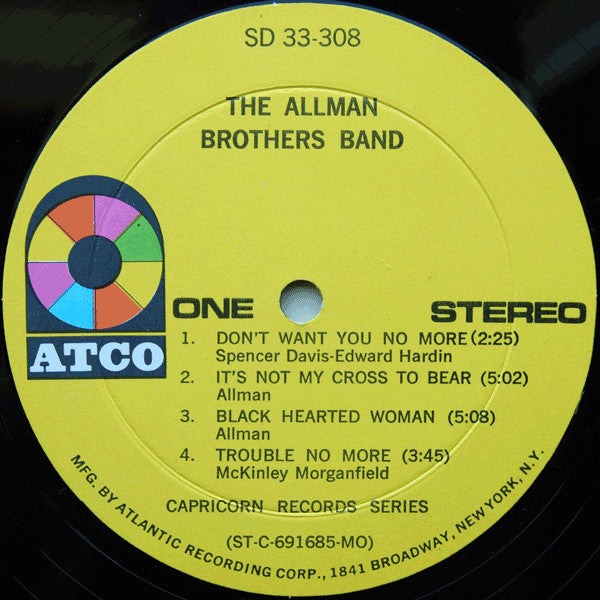 SD 33-308
THE ALLMAN
BROTHERS BAND
ATCO
ONE
STEREO
1. DON'T WANT YOU NO MORE (2:25)
Spencer Davis-Edward Hardin
2. IT'S NOT MY CROSS TO BEAR (5:02)
Allman
3. BLACK HEARTED WOMAN (5:08)
Allman
4. TROUBLE NO MORE (3:45)
McKinley Morganfield
CAPRICORN RECORDS SERIES
(ST-C-691685-MO)
MFG. BY ATLANTIC RECORDING CORP., 1841 BROADWAY, NEW YORK, N.Y.